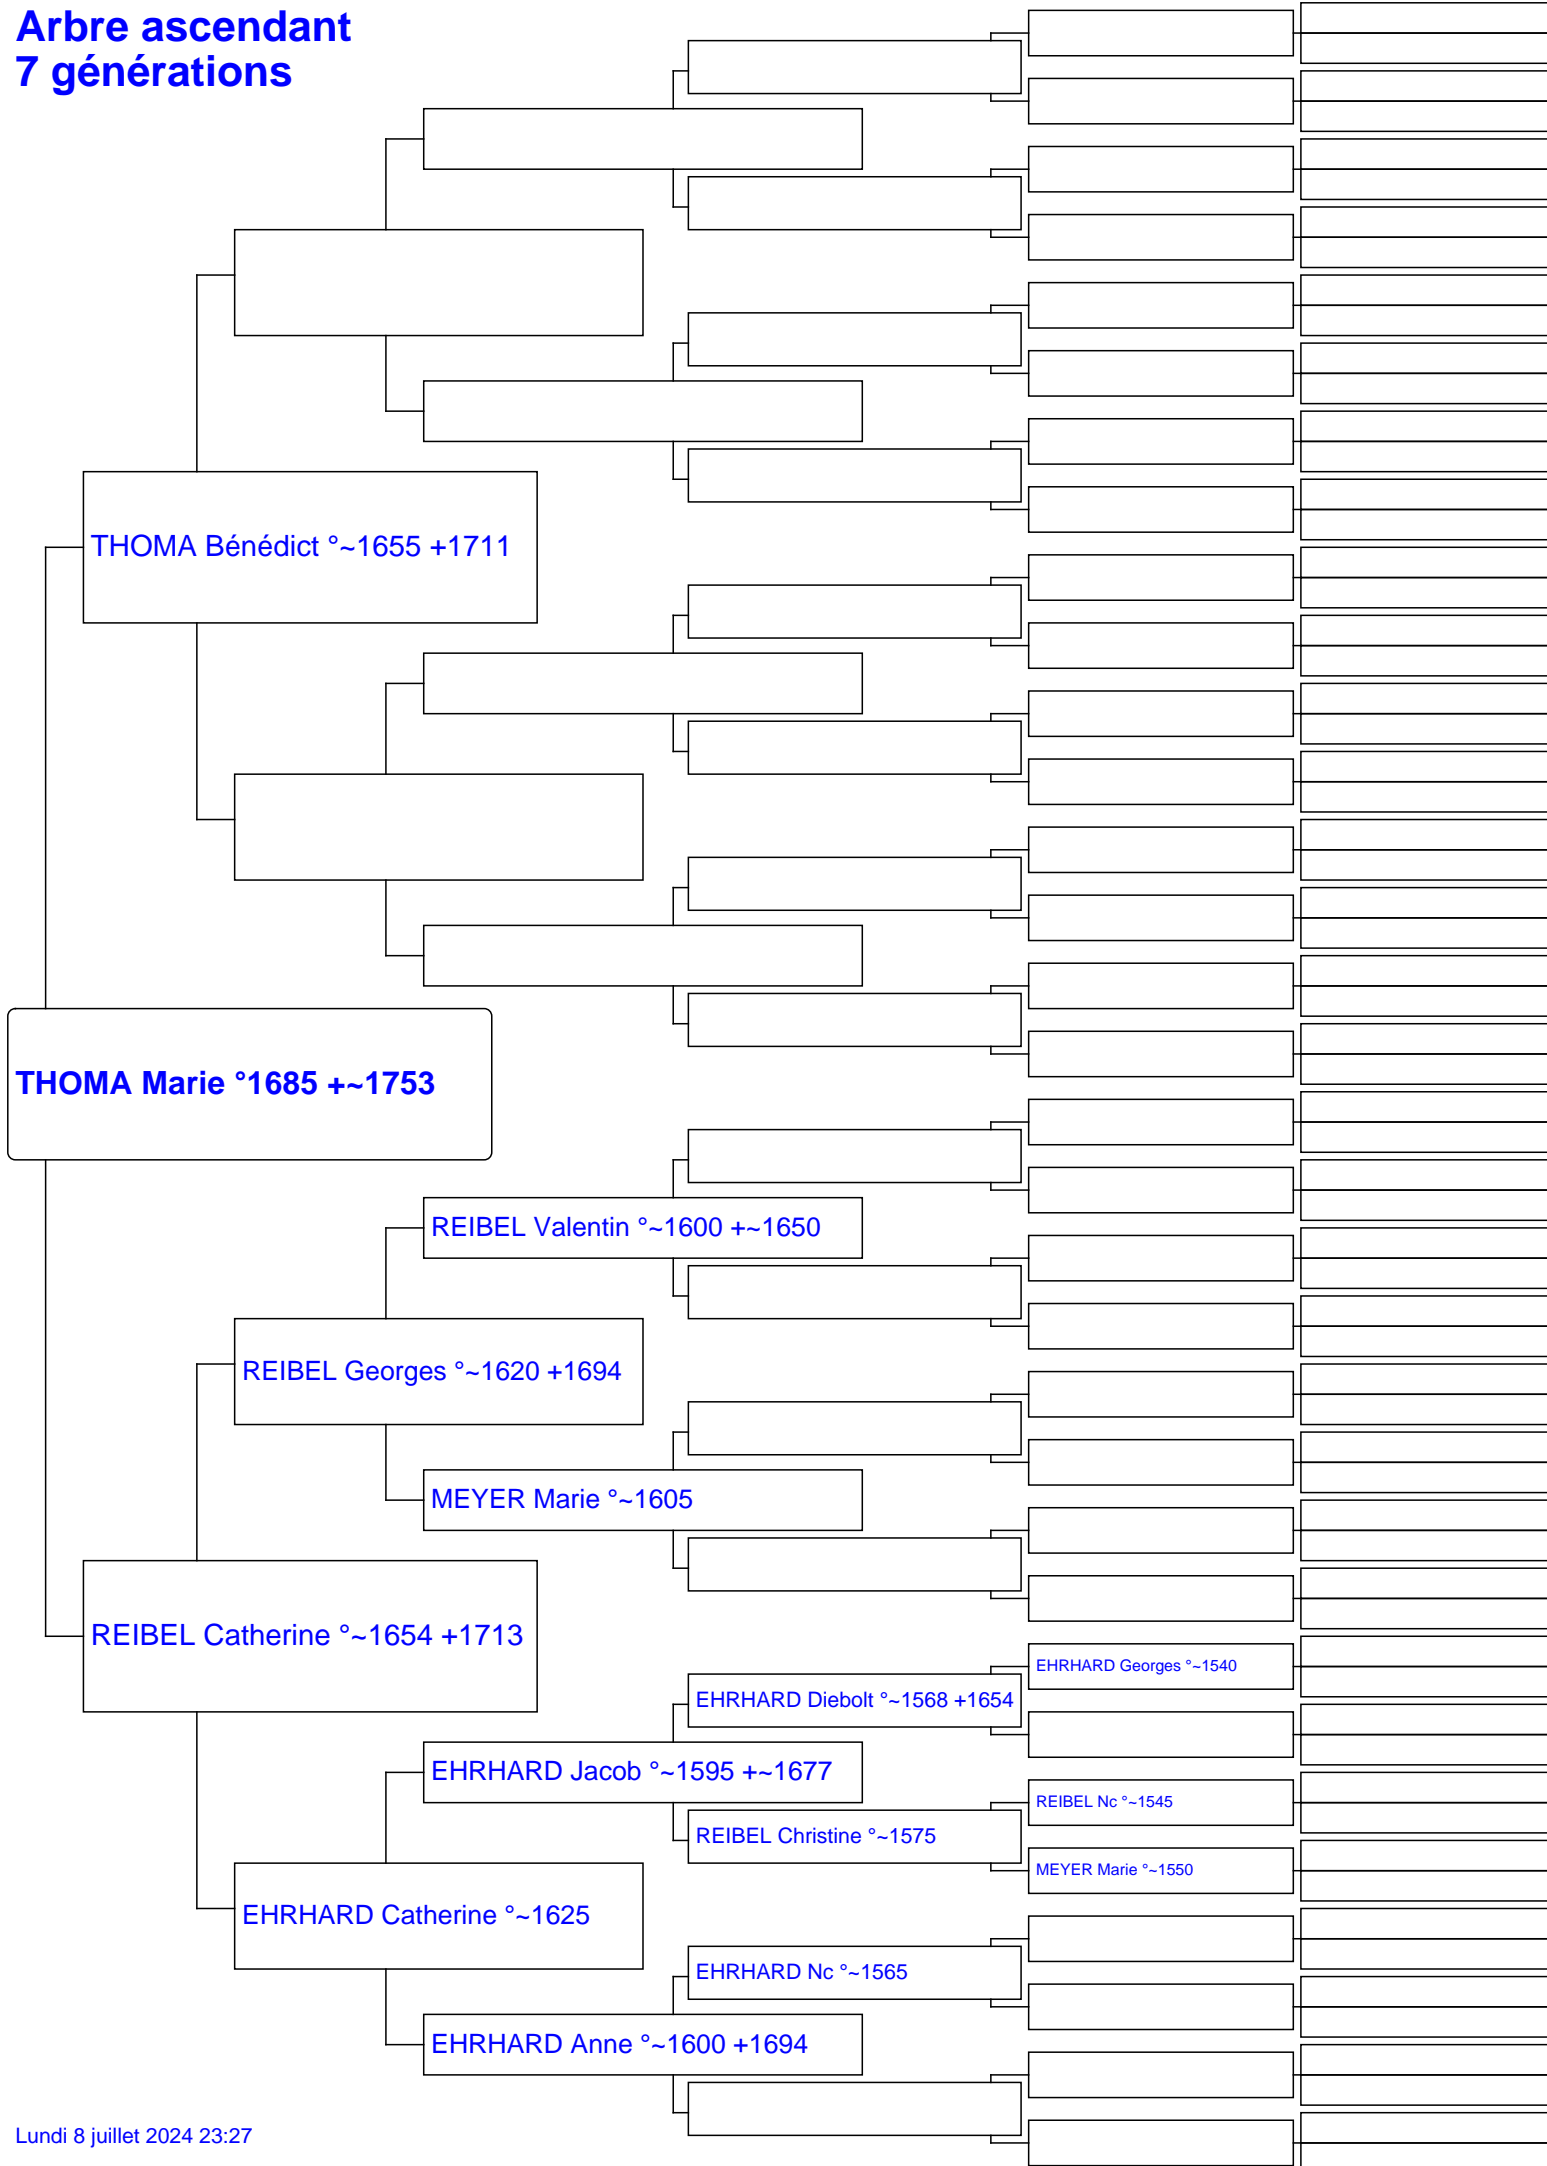 Arbre ascendant
7 générations
THOMA Bénédict °~1655 +1711
THOMA Marie °1685 +~1753
REIBEL Valentin °~1600 +~1650
REIBEL Georges °~1620 +1694
MEYER Marie °~1605
REIBEL Catherine °~1654 +1713
EHRHARD Georges °~1540
EHRHARD Diebolt °~1568 +1654
EHRHARD Jacob °~1595 +~1677
REIBEL Nc °~1545
REIBEL Christine °~1575
MEYER Marie °~1550
EHRHARD Catherine °~1625
EHRHARD Nc °~1565
EHRHARD Anne °~1600 +1694
Lundi 8 juillet 2024 23:27